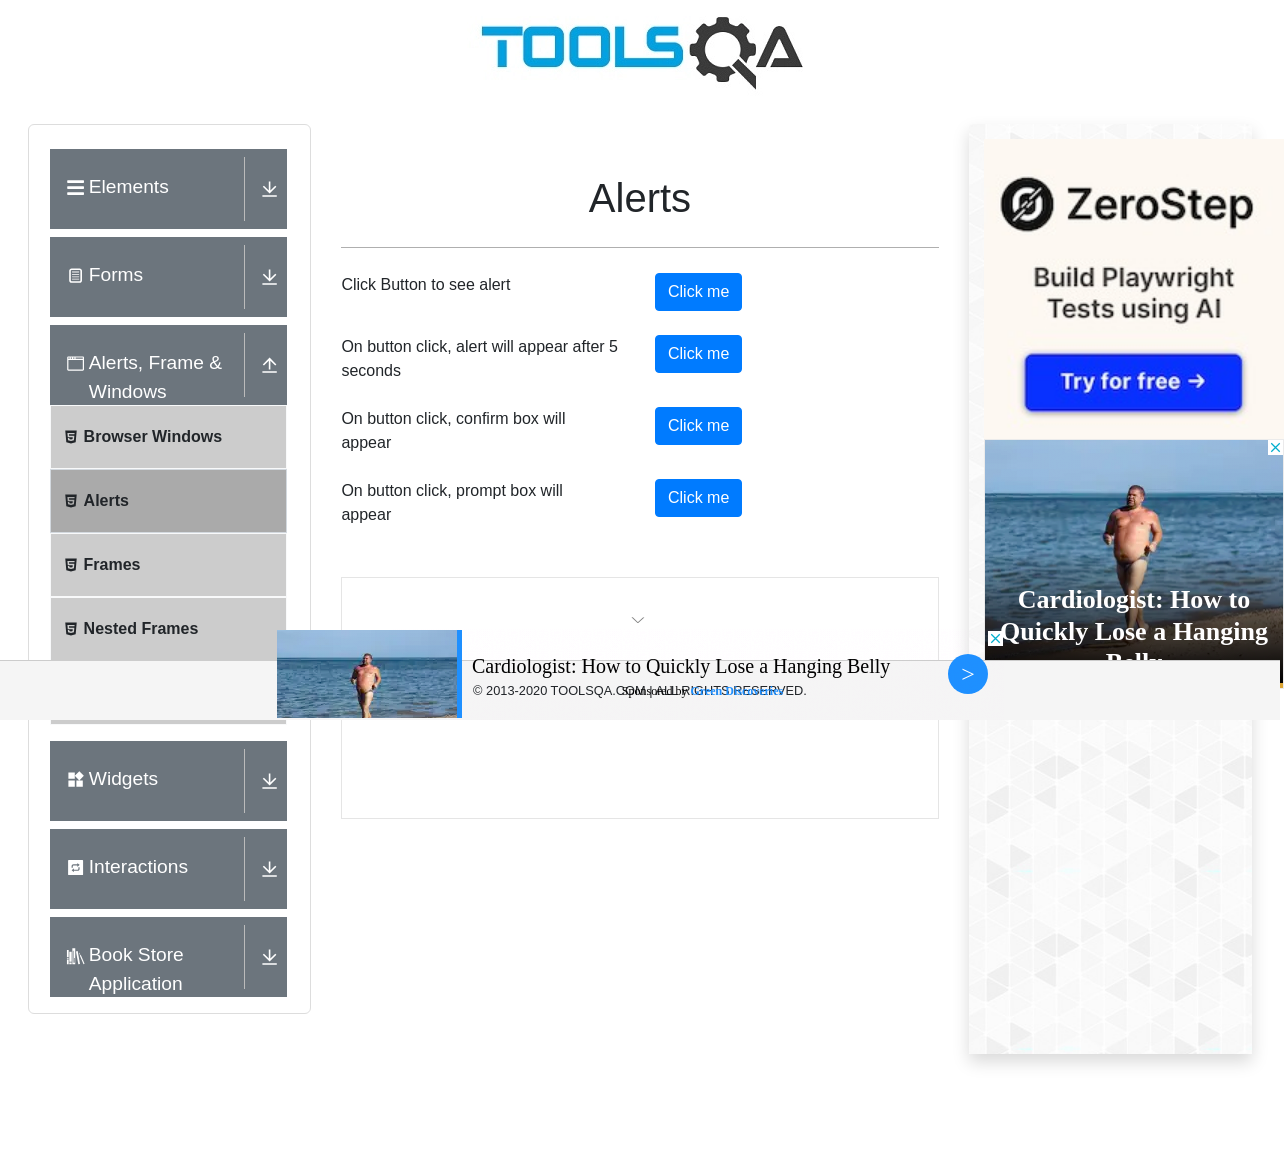 TOOLSQA
Elements
Forms
Alerts, Frame &
Windows
Browser Windows
Alerts
Frames
Nested Frames
Widgets
Interactions
Book Store
Application
Alerts
Click Button to see alert
Click me
On button click, alert will appear after 5
seconds
Click me
On button click, confirm box will
appear
Click me
On button click, prompt box will
appear
Click me
ZeroStep
Build Playwright
Tests using AI
Try for free →
Cardiologist: How to
Quickly Lose a Hanging
Belly
Cardiologist: How to Quickly Lose a Hanging Belly
© 2013-2020 TOOLSQA.COM | ALL RIGHTS RESERVED.
Sponsored by
>